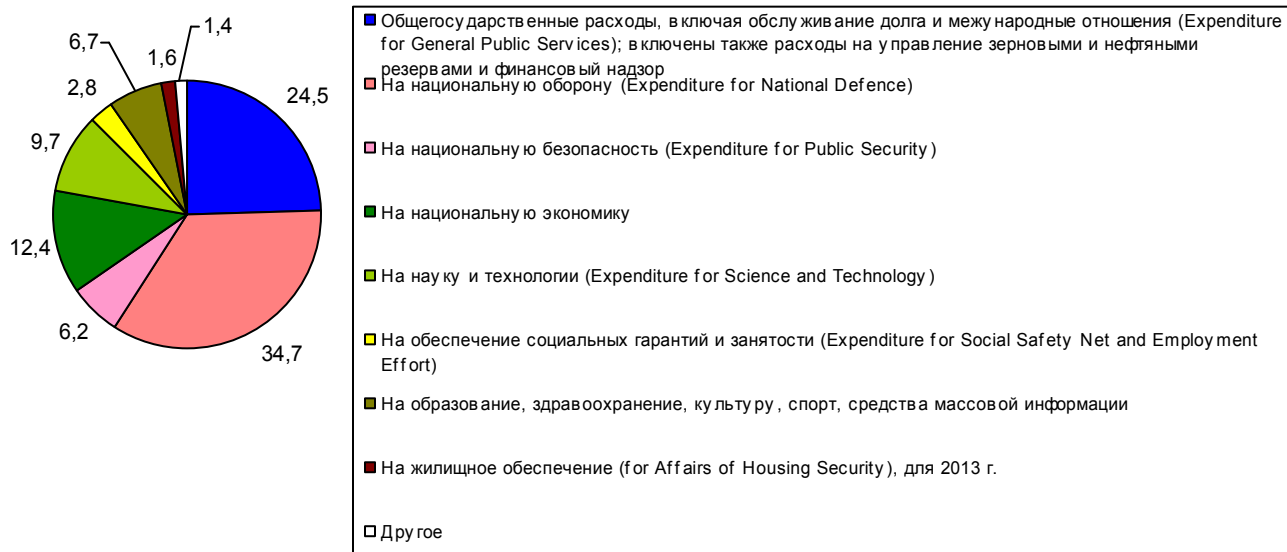 1,4
6,7
1,6
2,8
24,5
9,7
12,4
6,2
34,7
Общегосударственные расходы, включая обслуживание долга и межународные отношения (Expenditure
for General Public Services); включены также расходы на управление зерновыми и нефтяными
резервами и финансовый надзор
На национальную оборону (Expenditure for National Defence)
На национальную безопасность (Expenditure for Public Security)
На национальную экономику
На науку и технологии (Expenditure for Science and Technology)
На обеспечение социальных гарантий и занятости (Expenditure for Social Safety Net and Employment
Effort)
На образование, здравоохранение, культуру, спорт, средства массовой информации
На жилищное обеспечение (for Affairs of Housing Security), для 2013 г.
Другое